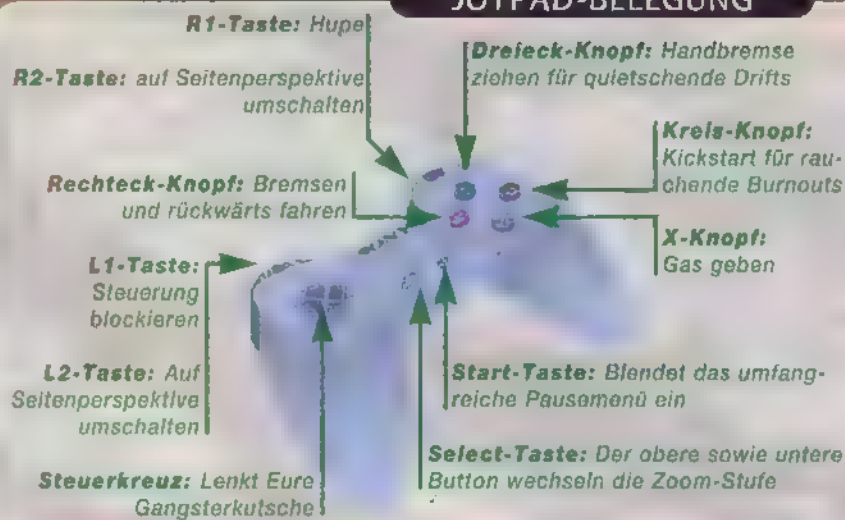 JOYPAD-BELEGUNG
R1-Taste: Hupe
R2-Taste: auf Seitenperspektive
umschalten
Rechteck-Knopf: Bremsen
und rückwärts fahren
L1-Taste:
Steuerung
blockieren
L2-Taste: Auf
Seitenperspektive
umschalten
Steuerkreuz: Lenkt Eure
Gangsterkutsche
Dreieck-Knopf: Handbremse
ziehen für quietschende Drifts
Kreis-Knopf:
Kickstart für rau-
chende Burnouts
X-Knopf:
Gas geben
Start-Taste: Blendet das umfang-
reiche Pausemenü ein
Select-Taste: Der obere sowie untere
Button wechseln die Zoom-Stufe